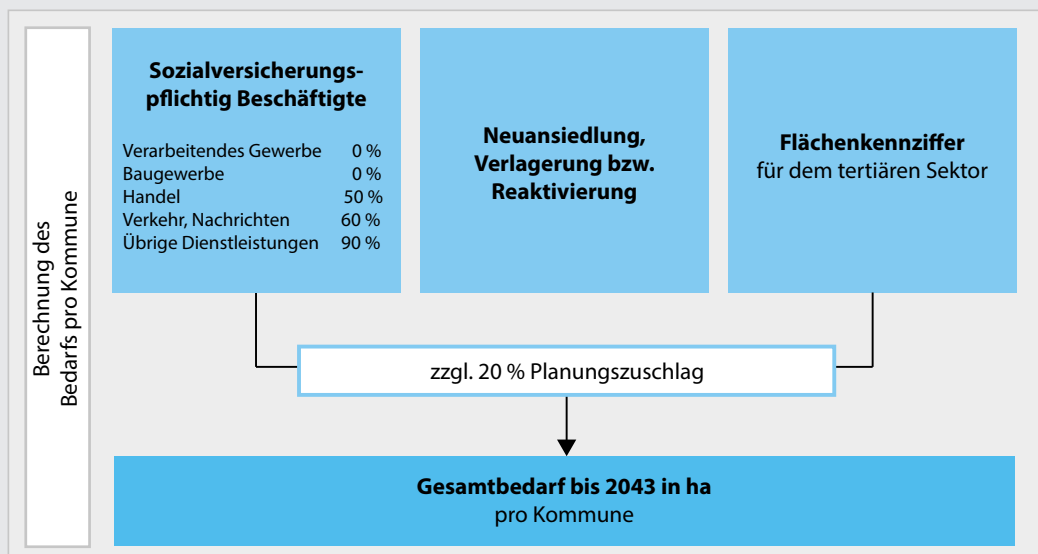 Berechnung des
Bedarfs pro Kommune
Sozialversicherungs-
pflichtig Beschäftigte
Verarbeitendes Gewerbe 0 %
Baugewerbe 0 %
Handel 50 %
Verkehr, Nachrichten 60 %
Übrige Dienstleistungen 90 %
Neuansiedlung,
Verlagerung bzw.
Reaktivierung
Flächenkennziffer
für dem tertiären Sektor
zzgl. 20 % Planungszuschlag
Gesamtbedarf bis 2043 in ha
pro Kommune